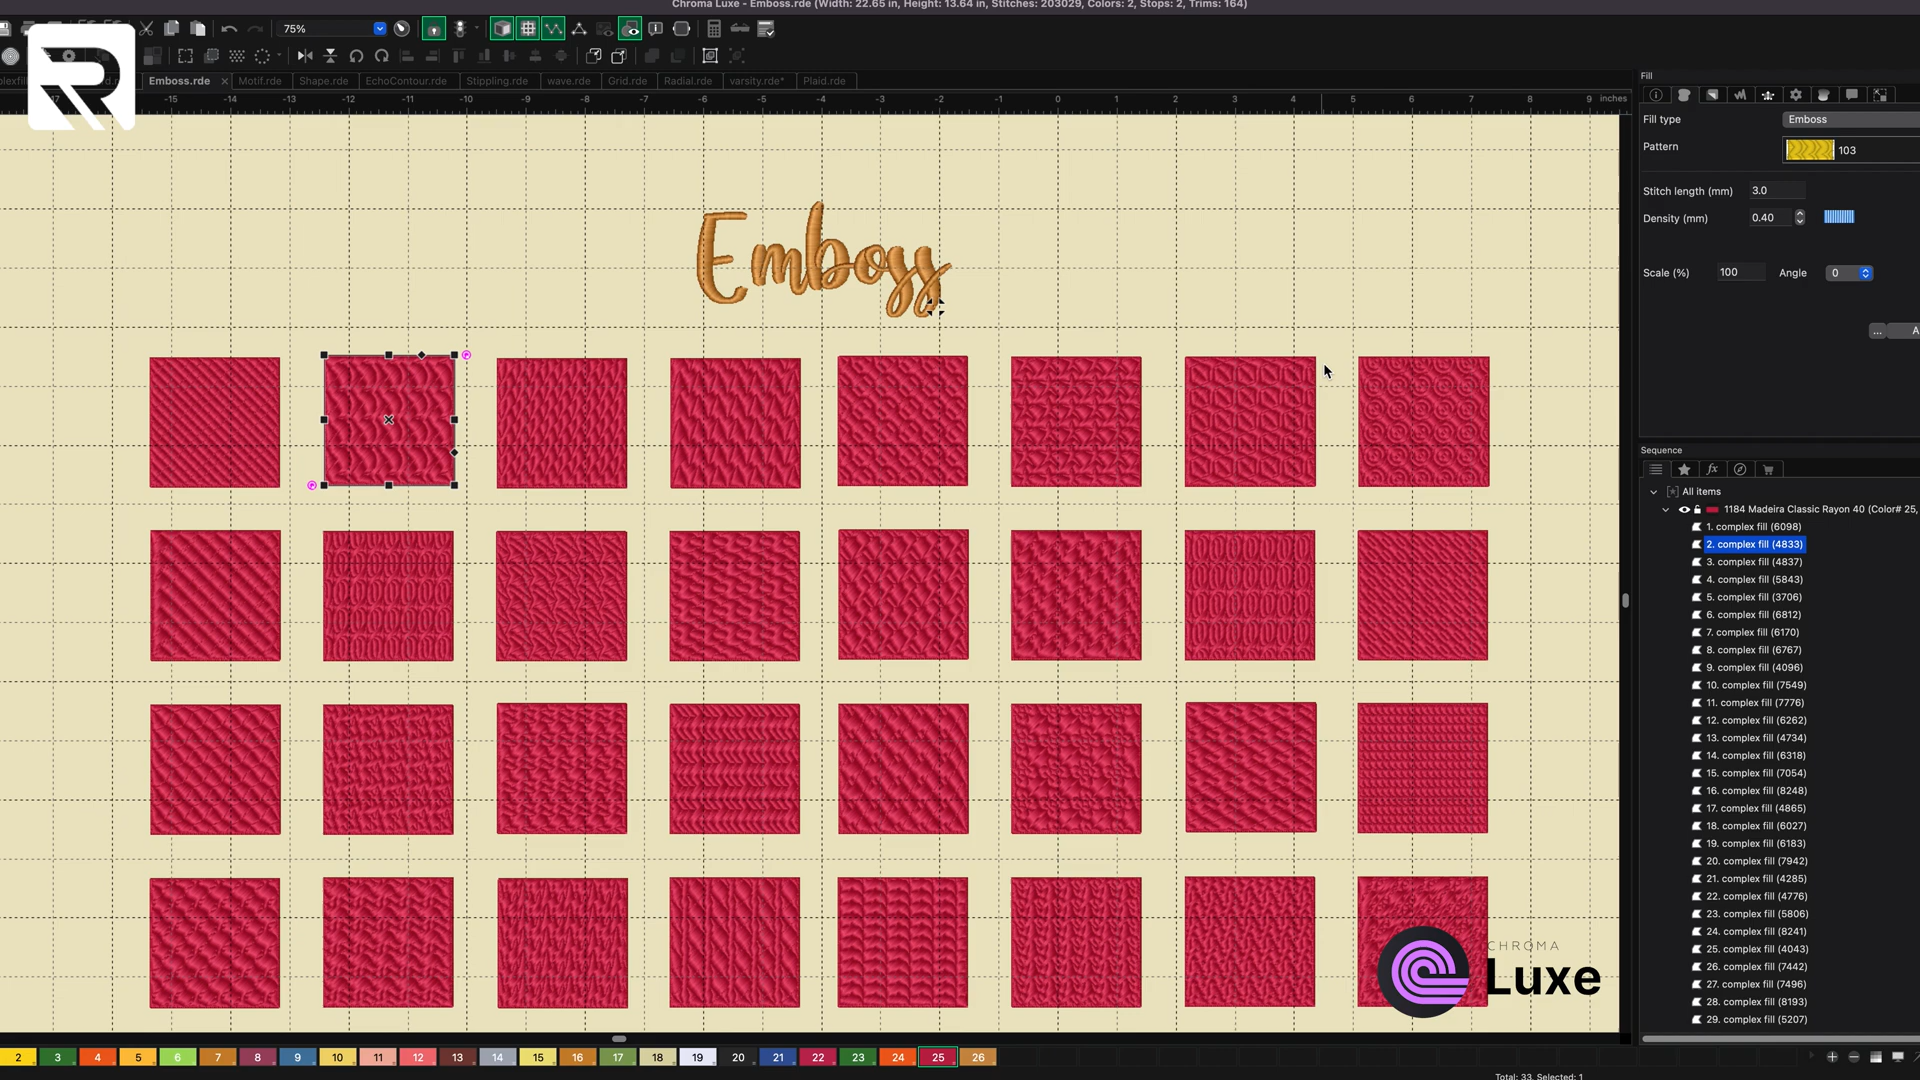 Chroma Luxe - Emboss.rde (Width: 22.65 in, Height: 13.64 in, Stitches: 203029, Colors: 2, Stops: 2, Trims: 164)
75%
Emboss.rde × Motif.rde Shape.rde EchoContour.rde Stippling.rde wave.rde Grid.rde Radial.rde varsity.rde* Plaid.rde
-15 -14 -13 -12 -11 -10 -9 -8 -7 -6 -5 -4 -3 -2 -1 0 1 2 3 4 5 6 7 8 9 inches
Emboss
CHROMA
Luxe
Fill
Fill type Emboss
Pattern 103
Stitch length (mm) 3.0
Density (mm) 0.40
Scale (%) 100 Angle 0
... A
Sequence
fx
All items
1184 Madeira Classic Rayon 40 (Color# 25,
1. complex fill (6098)
2. complex fill (4833)
3. complex fill (4837)
4. complex fill (5843)
5. complex fill (3706)
6. complex fill (6812)
7. complex fill (6170)
8. complex fill (6767)
9. complex fill (4096)
10. complex fill (7549)
11. complex fill (7776)
12. complex fill (6262)
13. complex fill (4734)
14. complex fill (6318)
15. complex fill (7054)
16. complex fill (8248)
17. complex fill (4865)
18. complex fill (6027)
19. complex fill (6183)
20. complex fill (7942)
21. complex fill (4285)
22. complex fill (4776)
23. complex fill (5806)
24. complex fill (8241)
25. complex fill (4043)
26. complex fill (7442)
27. complex fill (7496)
28. complex fill (8193)
29. complex fill (5207)
2 3 4 5 6 7 8 9 10 11 12 13 14 15 16 17 18 19 20 21 22 23 24 25 26
Total: 33, Selected: 1